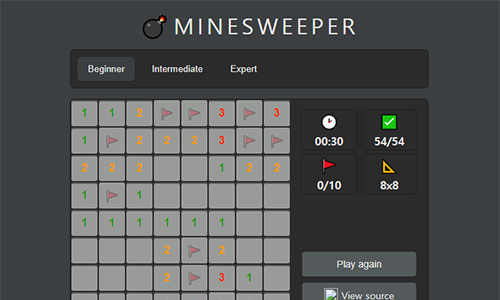 MINESWEEPER
Beginner Intermediate Expert
1 1 2 3 3
1 2 2 2 3
2 2 2 1 2 2
1 1
1 1 1 1 1 1
2 2
2 3 1
00:30 54/54
0/10 8x8
Play again
View source